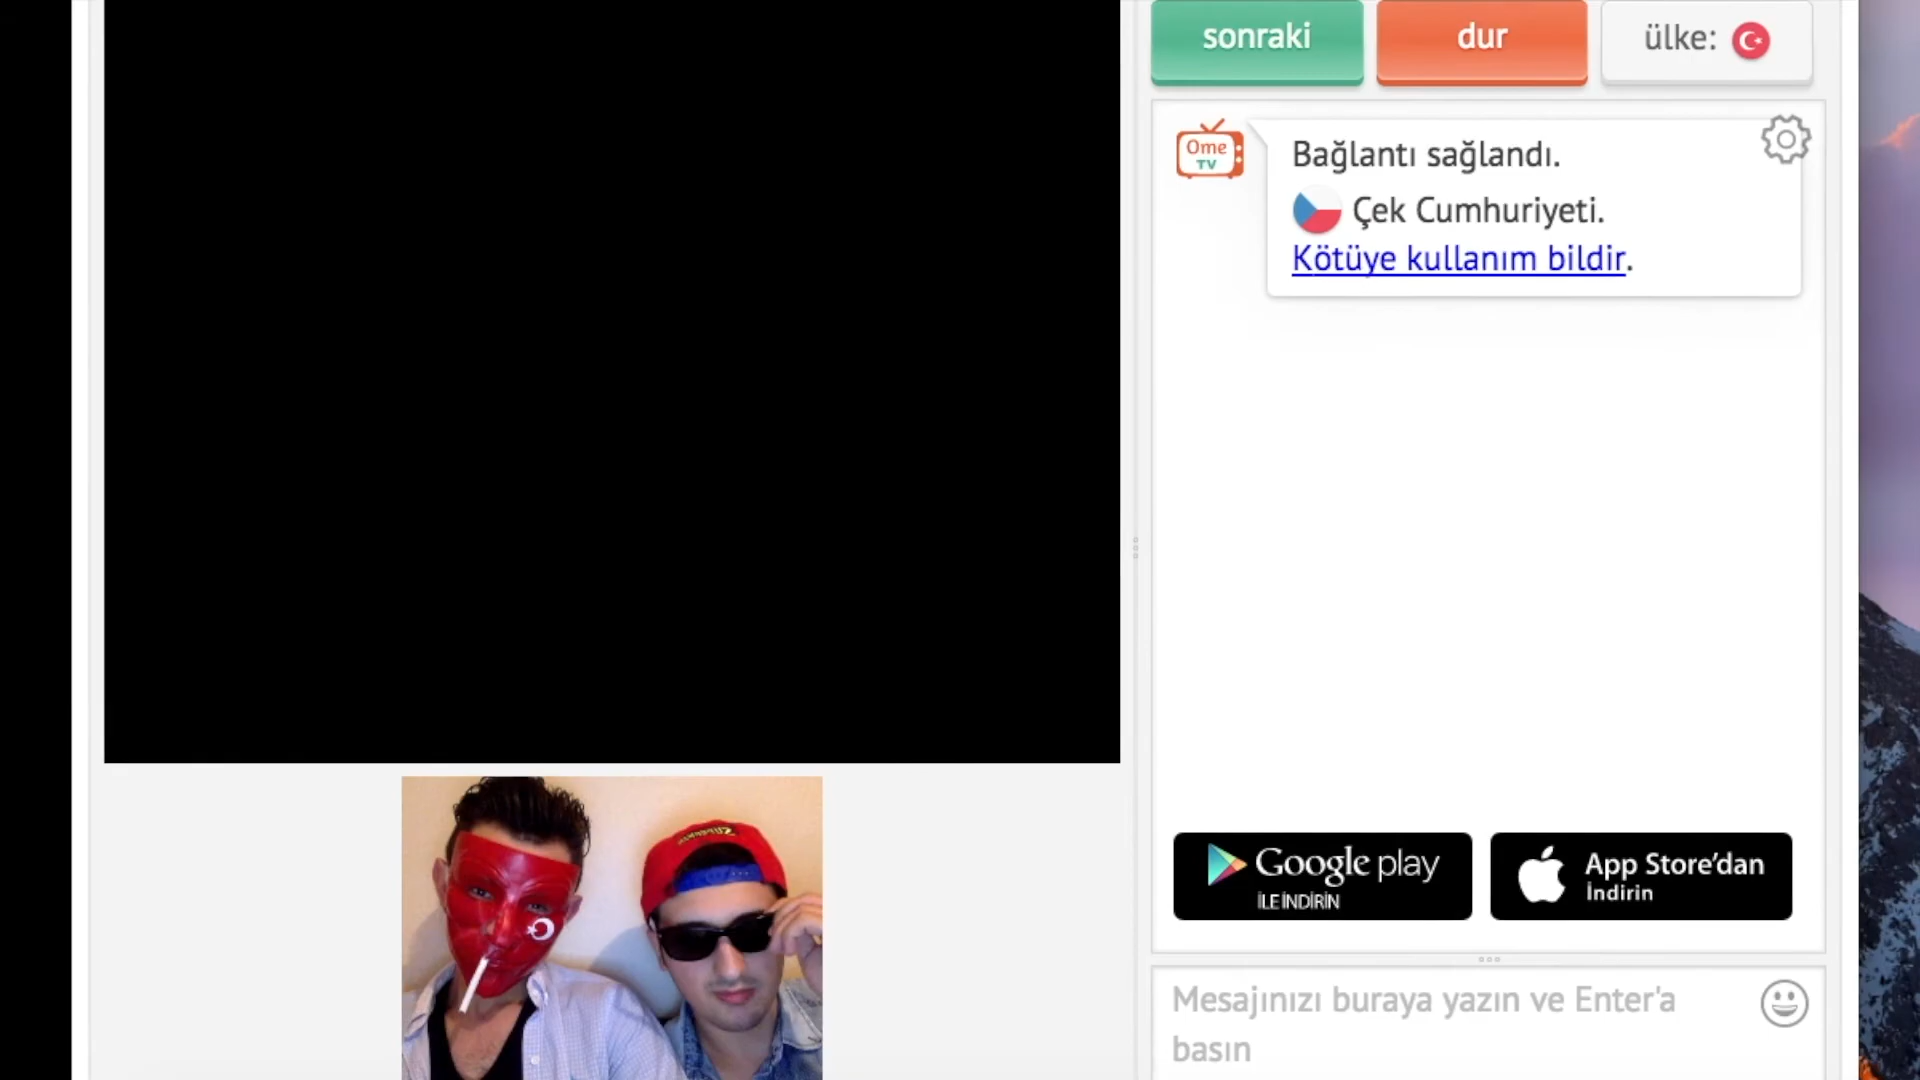 sonraki
dur
ülke:
Ome
TV
Bağlantı sağlandı.
Çek Cumhuriyeti.
Kötüye kullanım bildir.
Google play
İLE İNDİRİN
App Store’dan
İndirin
Mesajınızı buraya yazın ve Enter'a
basın